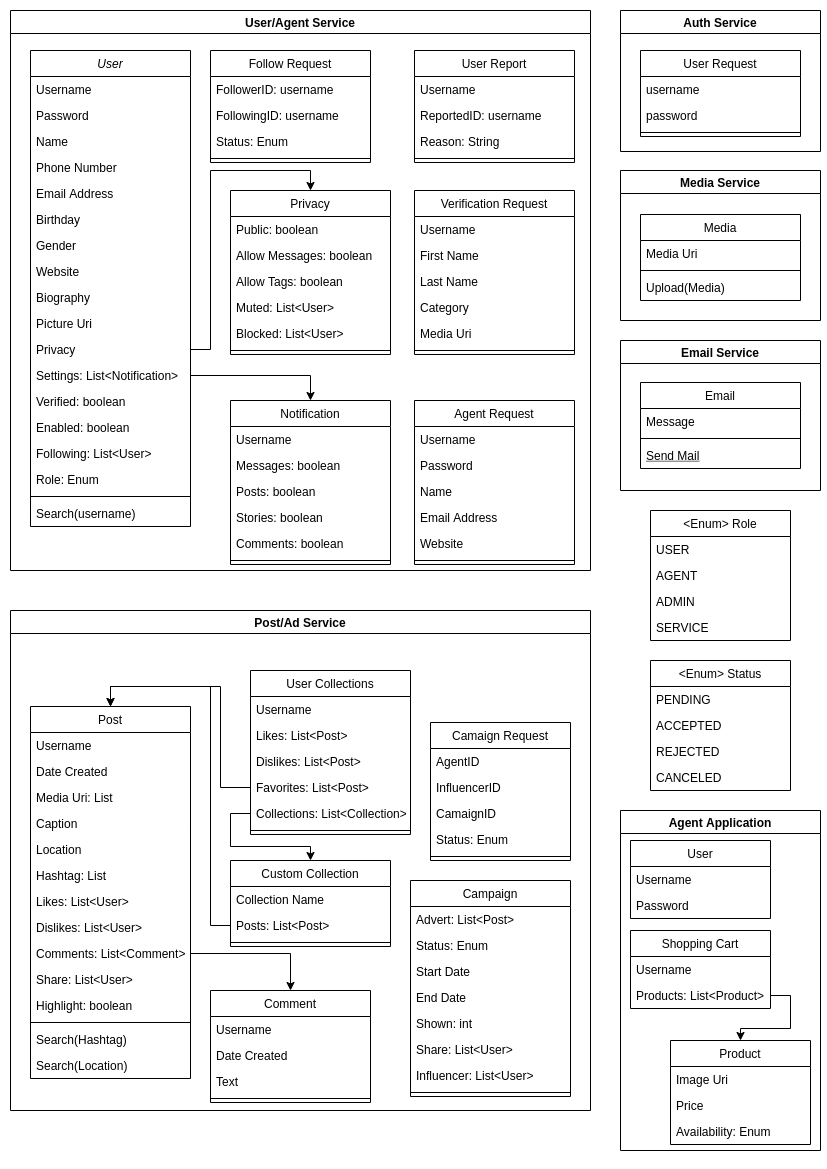 User/Agent Service
User
Username
Password
Name
Phone Number
Email Address
Birthday
Gender
Website
Biography
Picture Uri
Privacy
Settings: List<Notification>
Verified: boolean
Enabled: boolean
Following: List<User>
Role: Enum
Search(username)
Follow Request
FollowerID: username
FollowingID: username
Status: Enum
User Report
Username
ReportedID: username
Reason: String
Privacy
Public: boolean
Allow Messages: boolean
Allow Tags: boolean
Muted: List<User>
Blocked: List<User>
Verification Request
Username
First Name
Last Name
Category
Media Uri
Notification
Username
Messages: boolean
Posts: boolean
Stories: boolean
Comments: boolean
Agent Request
Username
Password
Name
Email Address
Website
Auth Service
User Request
username
password
Media Service
Media
Media Uri
Upload(Media)
Email Service
Email
Message
Send Mail
<Enum> Role
USER
AGENT
ADMIN
SERVICE
<Enum> Status
PENDING
ACCEPTED
REJECTED
CANCELED
Post/Ad Service
Post
Username
Date Created
Media Uri: List
Caption
Location
Hashtag: List
Likes: List<User>
Dislikes: List<User>
Comments: List<Comment>
Share: List<User>
Highlight: boolean
Search(Hashtag)
Search(Location)
User Collections
Username
Likes: List<Post>
Dislikes: List<Post>
Favorites: List<Post>
Collections: List<Collection>
Custom Collection
Collection Name
Posts: List<Post>
Comment
Username
Date Created
Text
Camaign Request
AgentID
InfluencerID
CamaignID
Status: Enum
Campaign
Advert: List<Post>
Status: Enum
Start Date
End Date
Shown: int
Share: List<User>
Influencer: List<User>
Agent Application
User
Username
Password
Shopping Cart
Username
Products: List<Product>
Product
Image Uri
Price
Availability: Enum